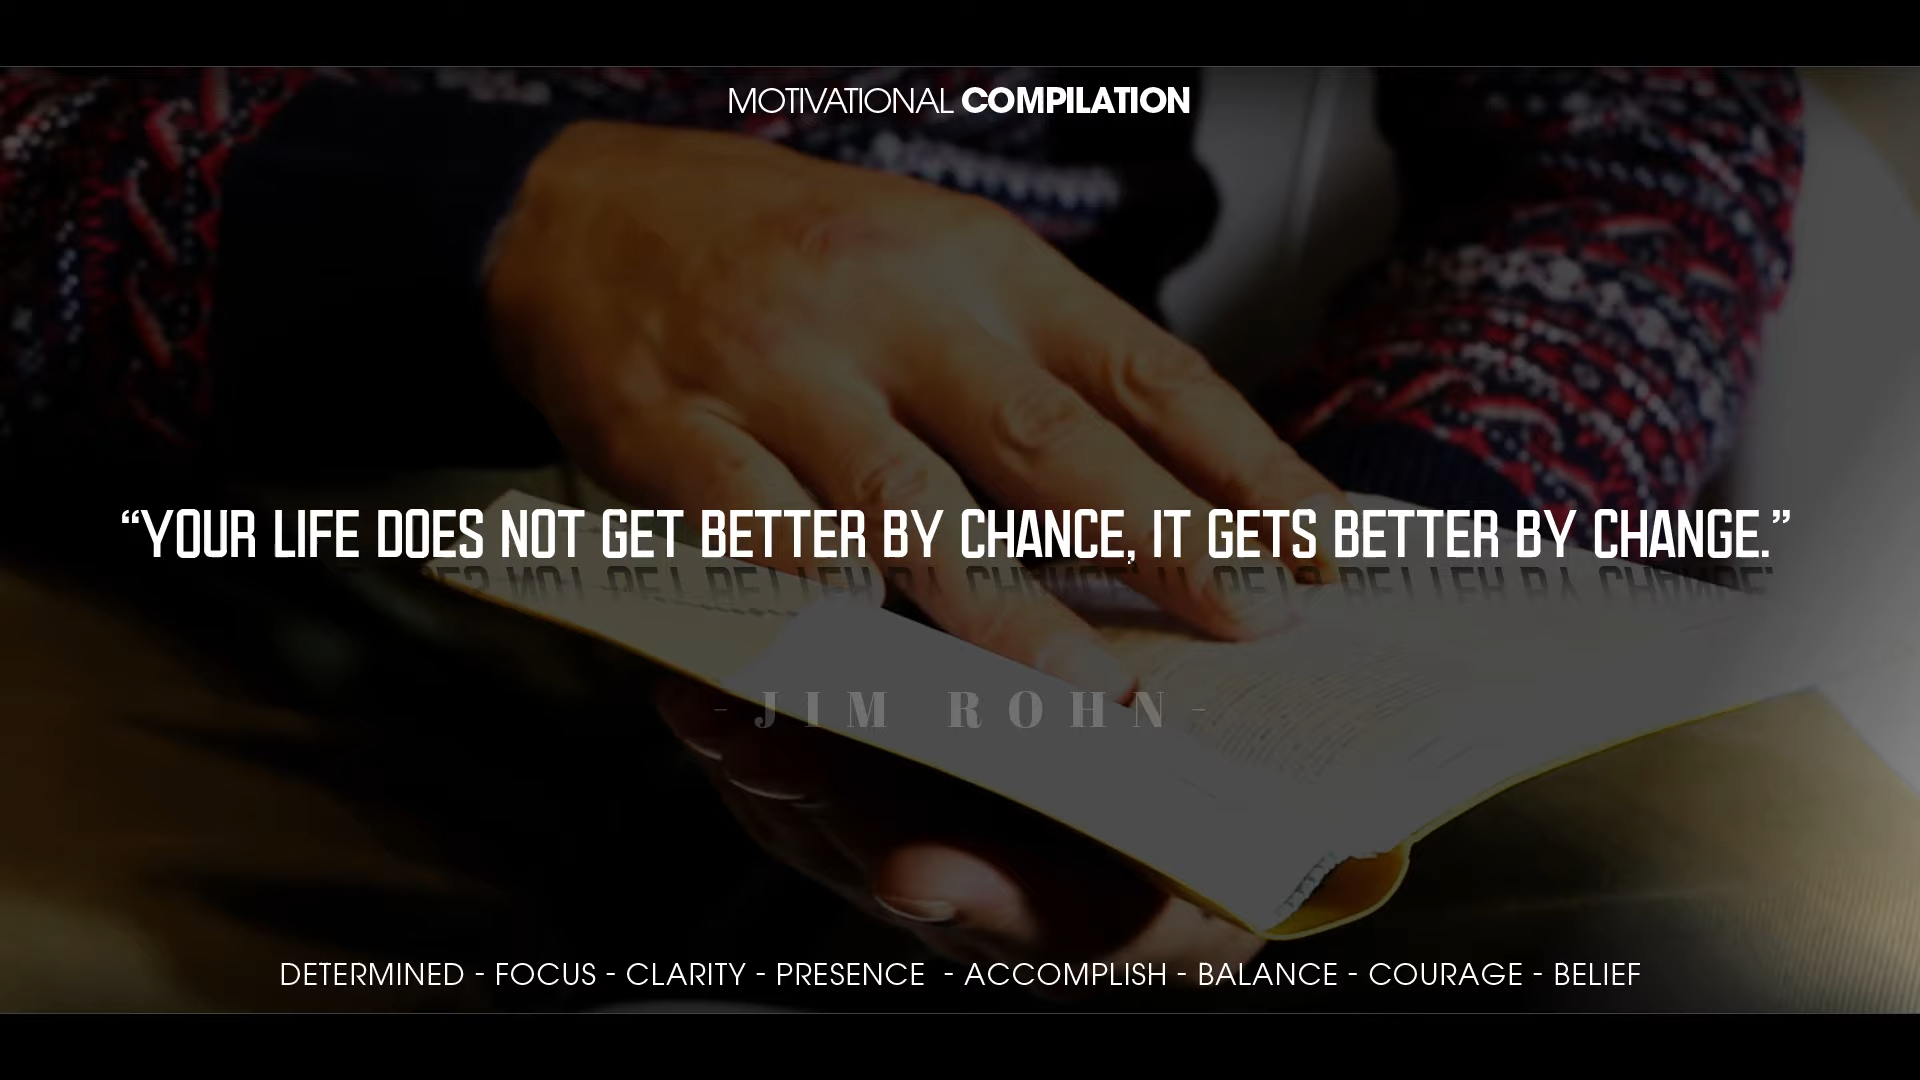 MOTIVATIONAL COMPILATION
“YOUR LIFE DOES NOT GET BETTER BY CHANCE, IT GETS BETTER BY CHANGE.”
- JIM ROHN -
DETERMINED - FOCUS - CLARITY - PRESENCE - ACCOMPLISH - BALANCE - COURAGE - BELIEF